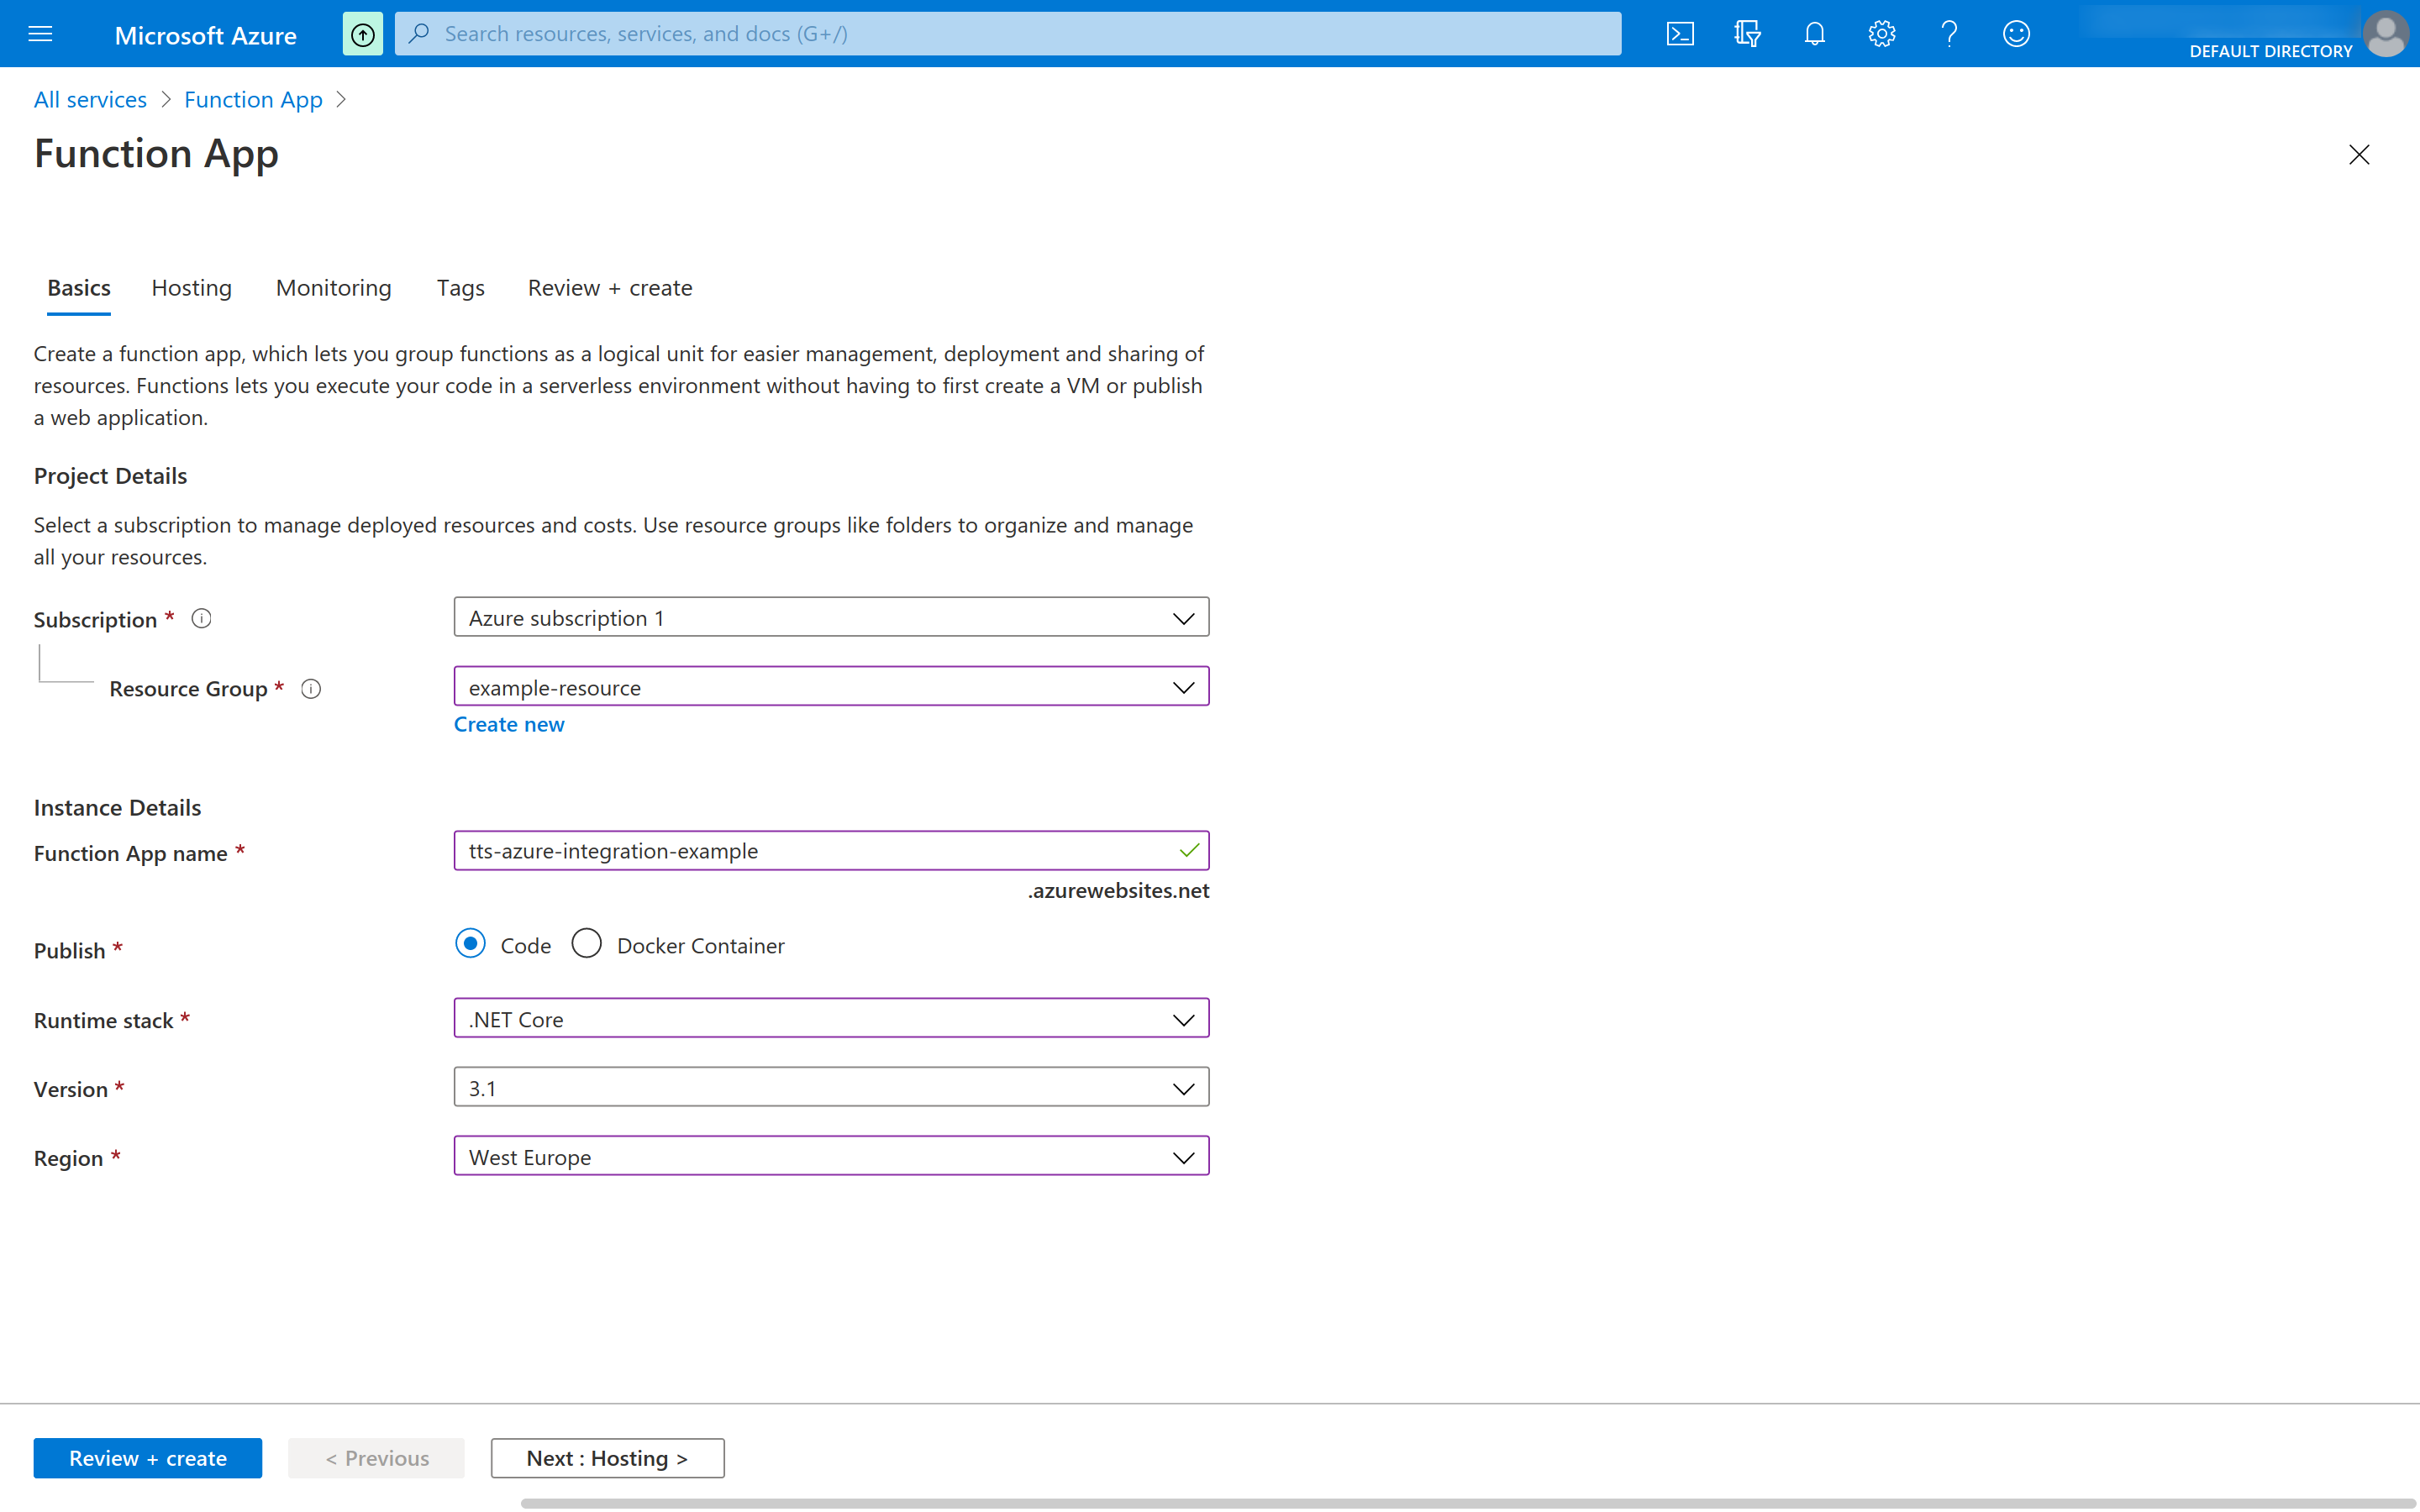 Microsoft Azure
Search resources, services, and docs (G+/)
DEFAULT DIRECTORY
All services > Function App >
Function App
Basics Hosting Monitoring Tags Review + create
Create a function app, which lets you group functions as a logical unit for easier management, deployment and sharing of
resources. Functions lets you execute your code in a serverless environment without having to first create a VM or publish
a web application.
Project Details
Select a subscription to manage deployed resources and costs. Use resource groups like folders to organize and manage
all your resources.
Subscription * Azure subscription 1
Resource Group * example-resource
Create new
Instance Details
Function App name * tts-azure-integration-example
.azurewebsites.net
Publish * Code Docker Container
Runtime stack * .NET Core
Version * 3.1
Region * West Europe
Review + create < Previous Next : Hosting >